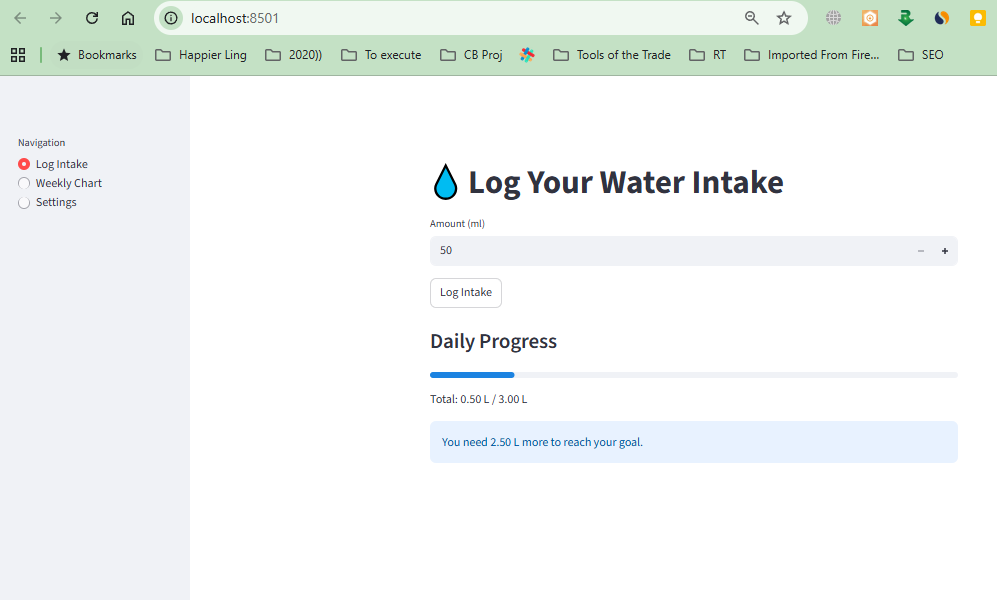 localhost:8501
Bookmarks Happier Ling 2020)) To execute CB Proj Tools of the Trade RT Imported From Fire... SEO
Navigation
Log Intake
Weekly Chart
Settings
Log Your Water Intake
Amount (ml)
50
Log Intake
Daily Progress
Total: 0.50 L / 3.00 L
You need 2.50 L more to reach your goal.